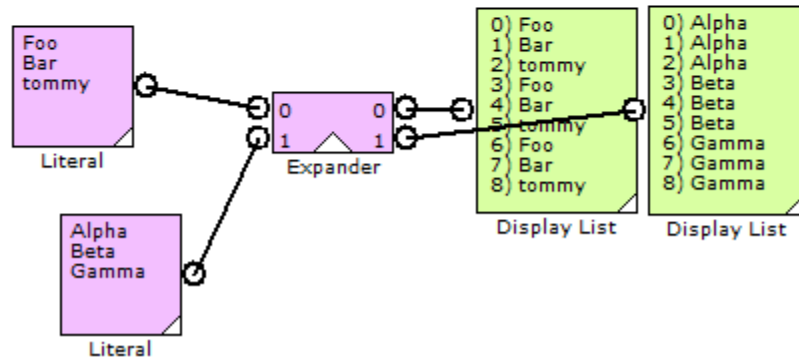 Foo
Bar
tommy
Literal
Alpha
Beta
Gamma
Literal
0 0
1 1
Expander
0) Foo
1) Bar
2) tommy
3) Foo
4) Bar
5) tommy
6) Foo
7) Bar
8) tommy
Display List
0) Alpha
1) Alpha
2) Alpha
3) Beta
4) Beta
5) Beta
6) Gamma
7) Gamma
8) Gamma
Display List